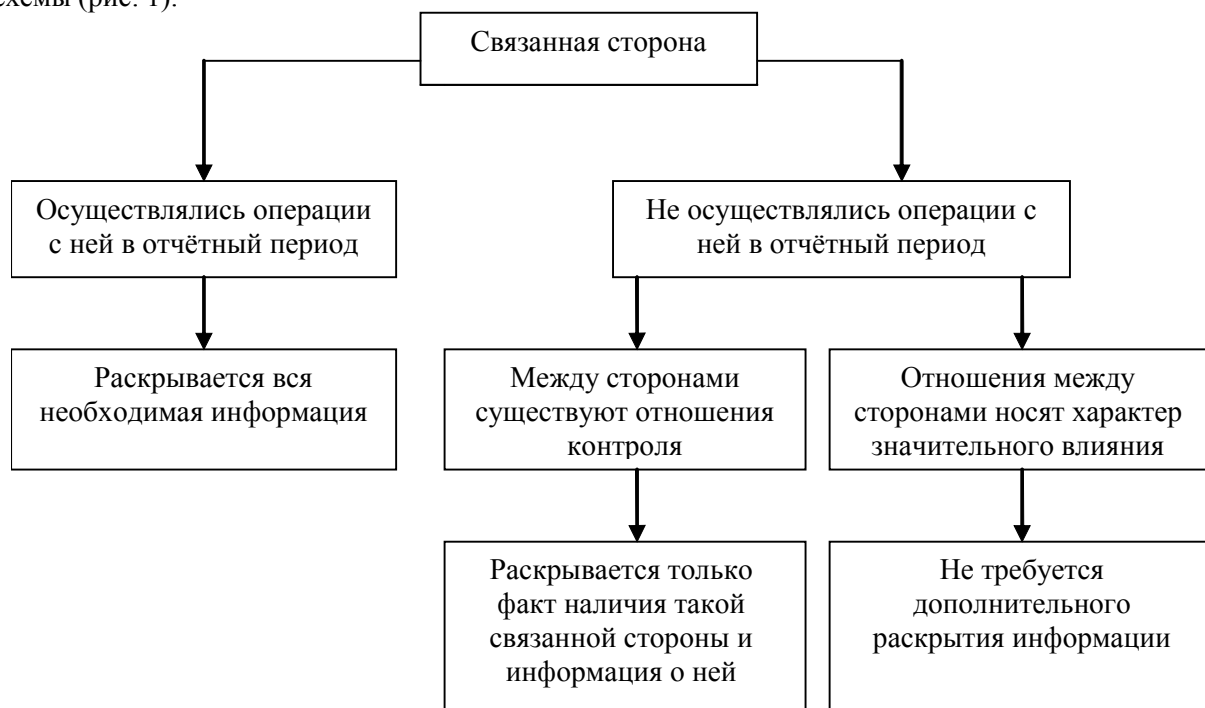 схемы (рис. 1).
Связанная сторона
Осуществлялись операции
с ней в отчётный период
Не осуществлялись операции с
ней в отчётный период
Раскрывается вся
необходимая информация
Между сторонами
существуют отношения
контроля
Отношения между
сторонами носят характер
значительного влияния
Раскрывается только
факт наличия такой
связанной стороны и
информация о ней
Не требуется
дополнительного
раскрытия информации